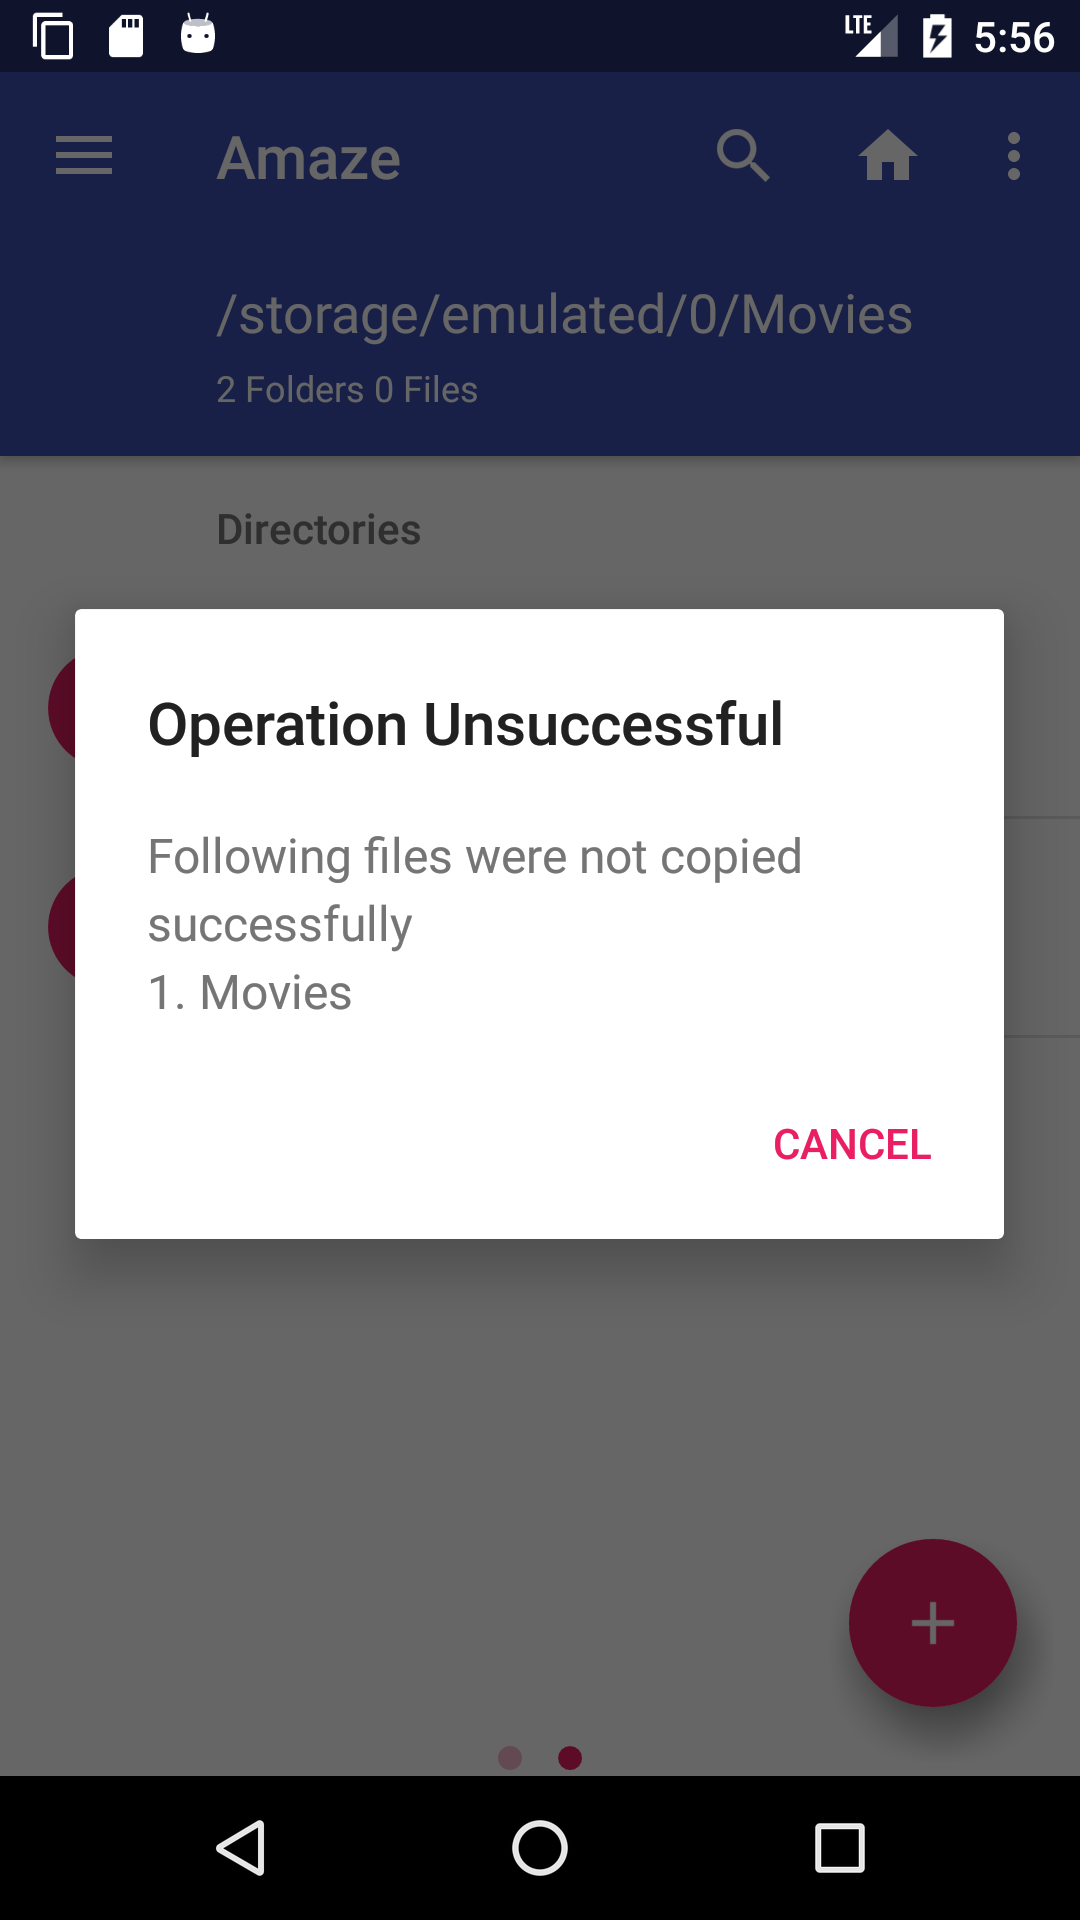 LTE 5:56
Amaze
/storage/emulated/0/Movies
2 Folders 0 Files
Directories
Operation Unsuccessful
Following files were not copied
successfully
1. Movies
CANCEL